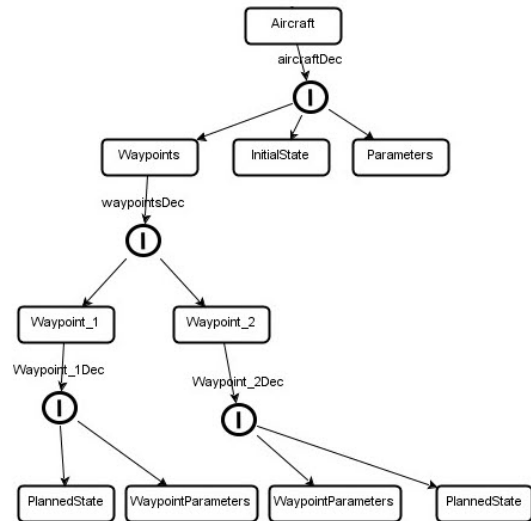 Aircraft
aircraftDec
I
Waypoints
InitialState
Parameters
waypointsDec
I
Waypoint_1
Waypoint_2
Waypoint_1Dec
Waypoint_2Dec
I
I
PlannedState
WaypointParameters
WaypointParameters
PlannedState